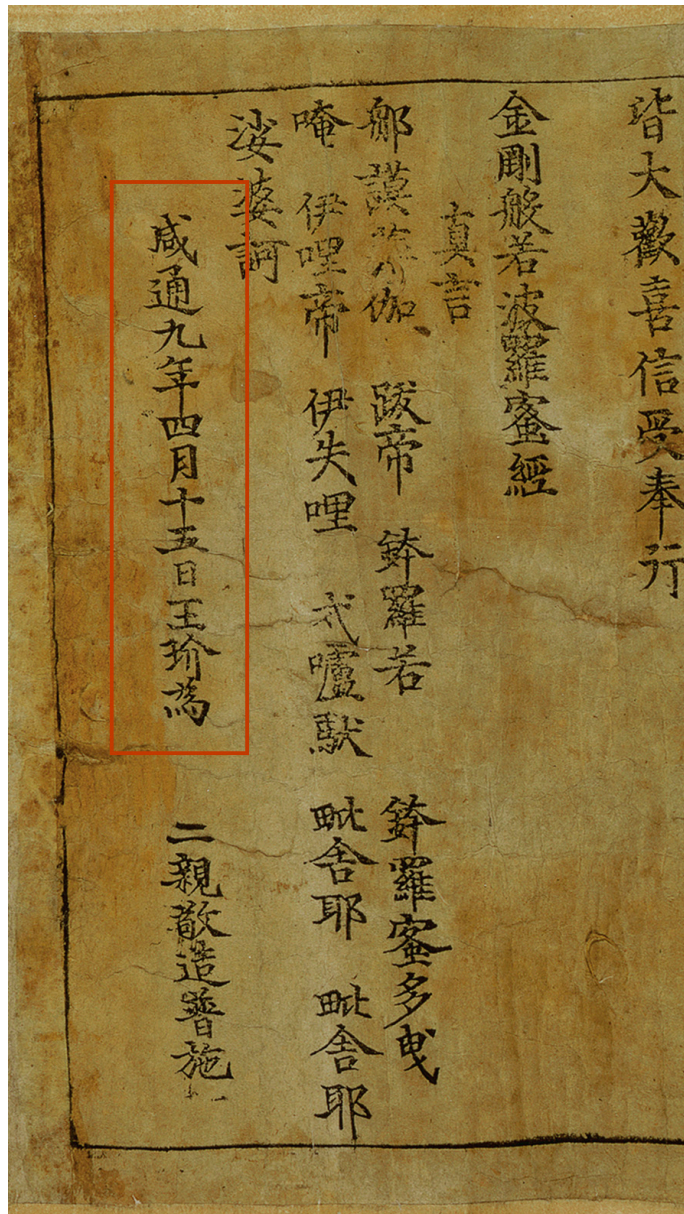 皆大歡喜信受奉行
金剛般若波羅蜜經
真言
那謨婆伽 跋帝 鉢羅若 鉢羅蜜多曵
唵 伊哩帝 伊失哩 戍嚧馱 毗舍耶 毗舍耶
娑婆訶
咸通九年四月十五日王玠為 二親敬造普施